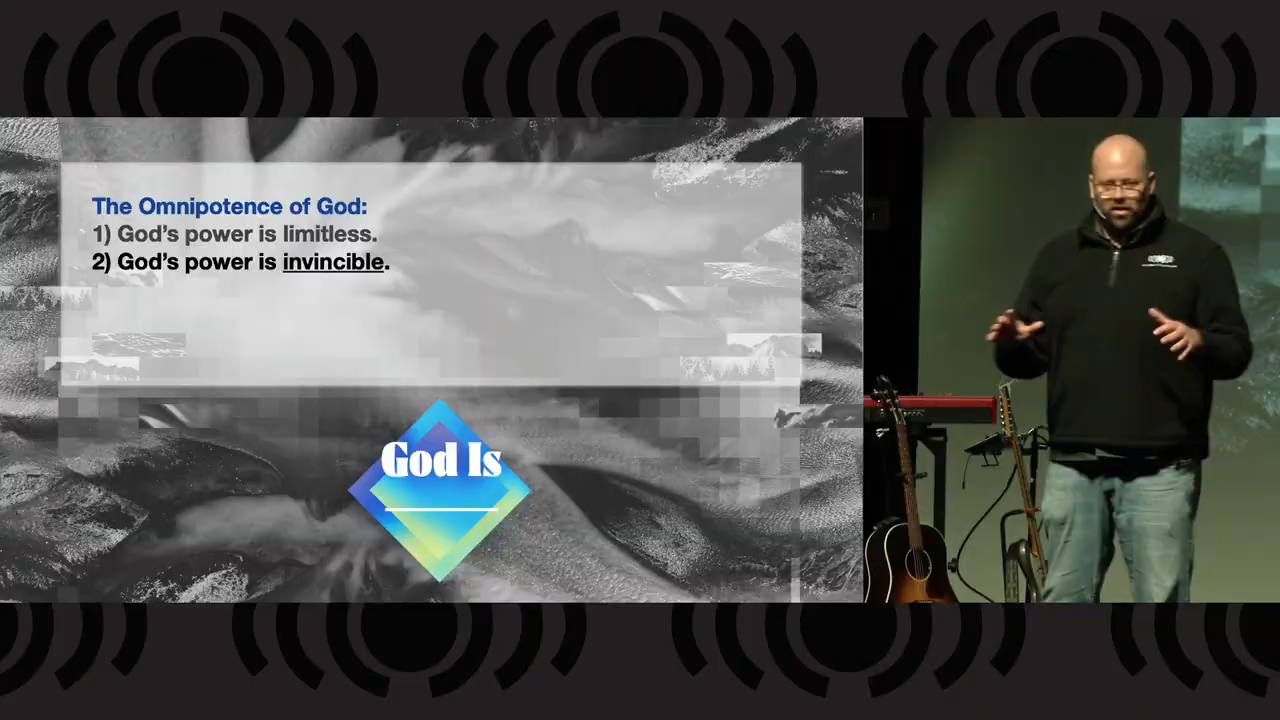 The Omnipotence of God:
1) God’s power is limitless.
2) God’s power is invincible.
God Is